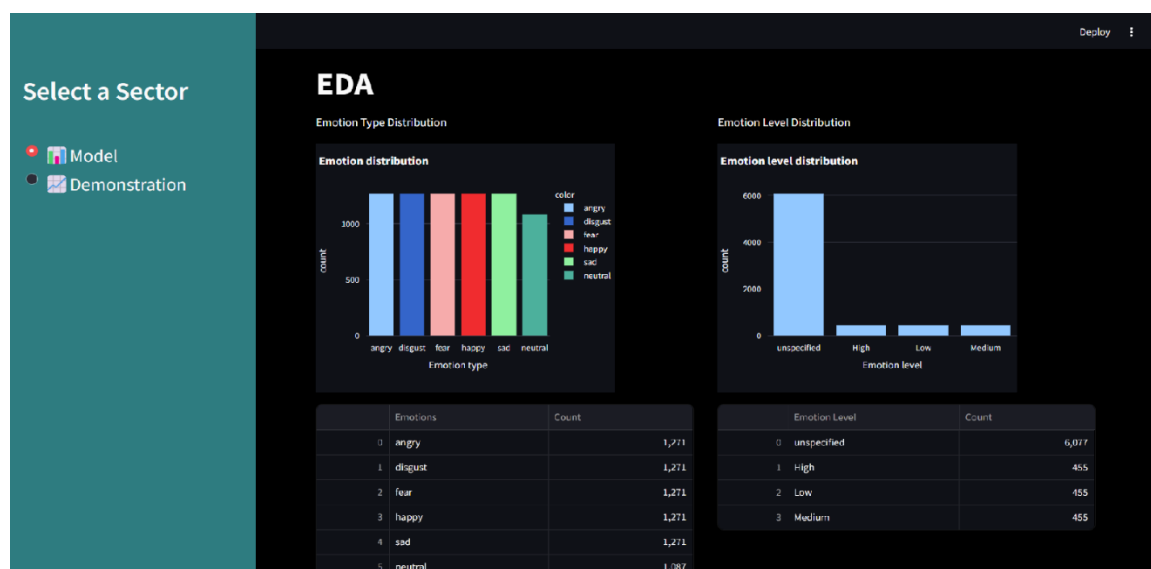 Deploy
Select a Sector
Model
Demonstration
EDA
Emotion Type Distribution
Emotion distribution
color
angry
disgust
fear
happy
sad
neutral
1000
500
0
count
angry disgust fear happy sad neutral
Emotion type
Emotions Count
0 angry 1,271
1 disgust 1,271
2 fear 1,271
3 happy 1,271
4 sad 1,271
5 neutral 1,087
Emotion Level Distribution
Emotion level distribution
6000
4000
2000
0
count
unspecified High Low Medium
Emotion level
Emotion Level Count
0 unspecified 6,077
1 High 455
2 Low 455
3 Medium 455